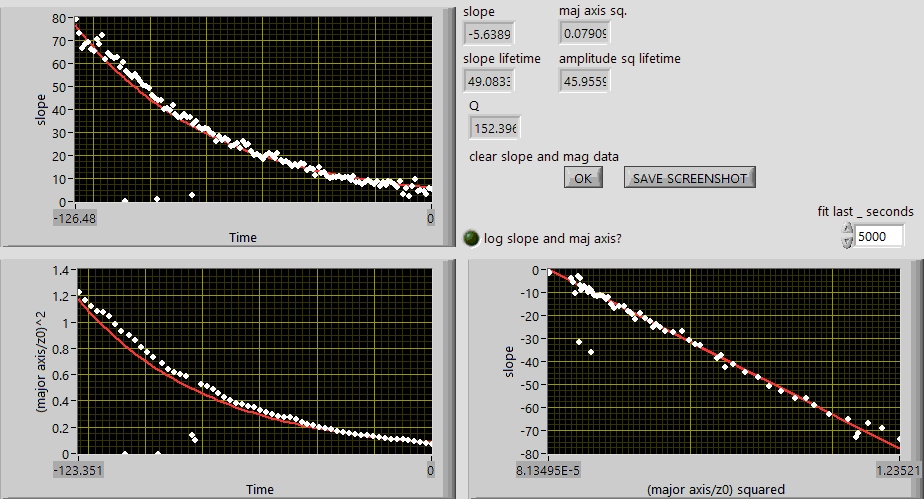 80
70
60
50
40
30
20
10
0
slope
-126.48
0
Time
slope
maj axis sq.
-5.6389
0.07909
slope lifetime
amplitude sq lifetime
49.083
45.9559
Q
152.396
clear slope and mag data
OK
SAVE SCREENSHOT
log slope and maj axis?
fit last _ seconds
5000
1.4
1.2
1
0.8
0.6
0.4
0.2
0
(major axis/z0)^2
-123.351
0
Time
0
-10
-20
-30
-40
-50
-60
-70
-80
slope
8.13495E-5
1.23521
(major axis/z0) squared